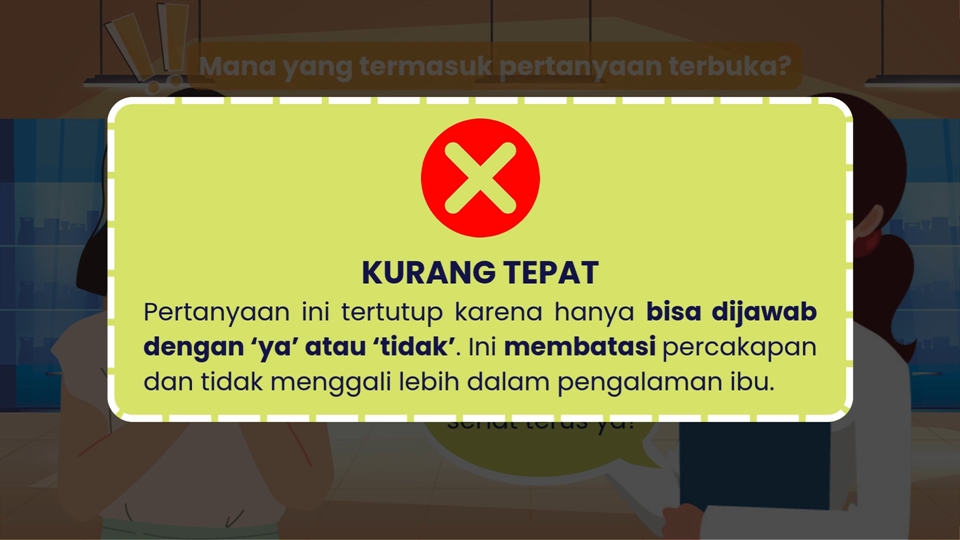 Mana yang termasuk pertanyaan terbuka?
KURANG TEPAT
Pertanyaan ini tertutup karena hanya bisa dijawab
dengan ‘ya’ atau ‘tidak’. Ini membatasi percakapan
dan tidak menggali lebih dalam pengalaman ibu.
sehat terus ya?